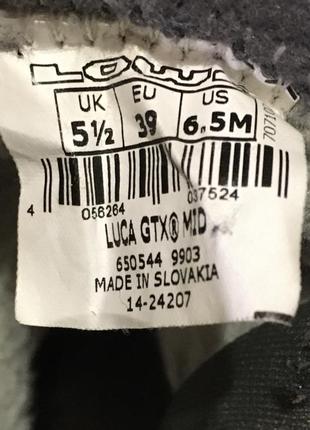 UK EU US
5½ 39 6.5M
4 056264 037524
LUCA GTX® MID
650544 9903
MADE IN SLOVAKIA
14-24207